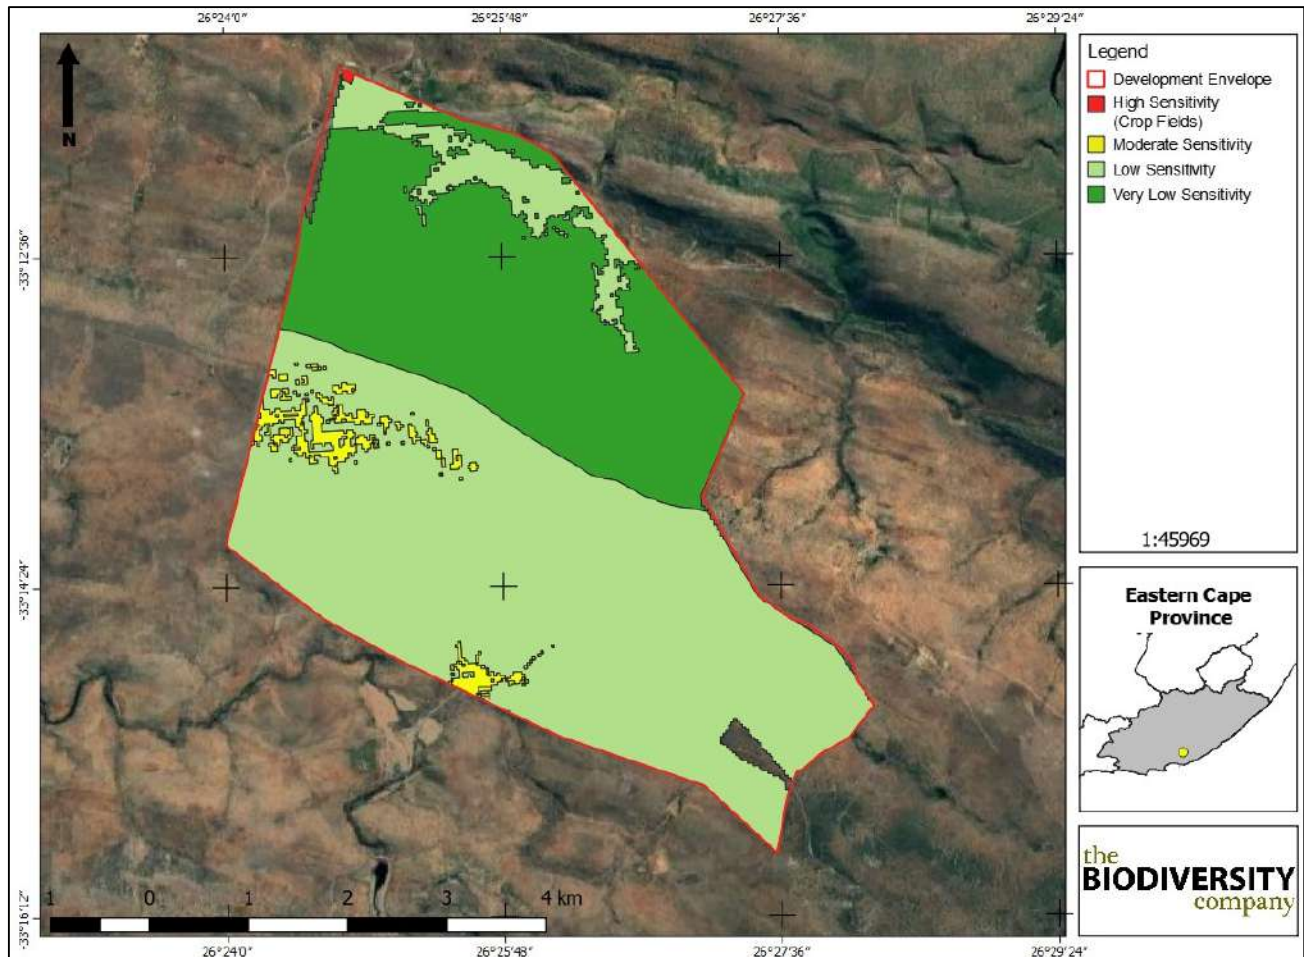 26°24′0″ 26°25′48″ 26°27′36″ 26°29′24″
N
-33°12′36″
-33°14′24″
-33°16′12″
Legend
Development Envelope
High Sensitivity
(Crop Fields)
Moderate Sensitivity
Low Sensitivity
Very Low Sensitivity
1:45969
Eastern Cape
Province
the
BIODIVERSITY
company
1 0 1 2 3 4 km
26°24′0″ 26°25′48″ 26°27′36″ 26°29′24″